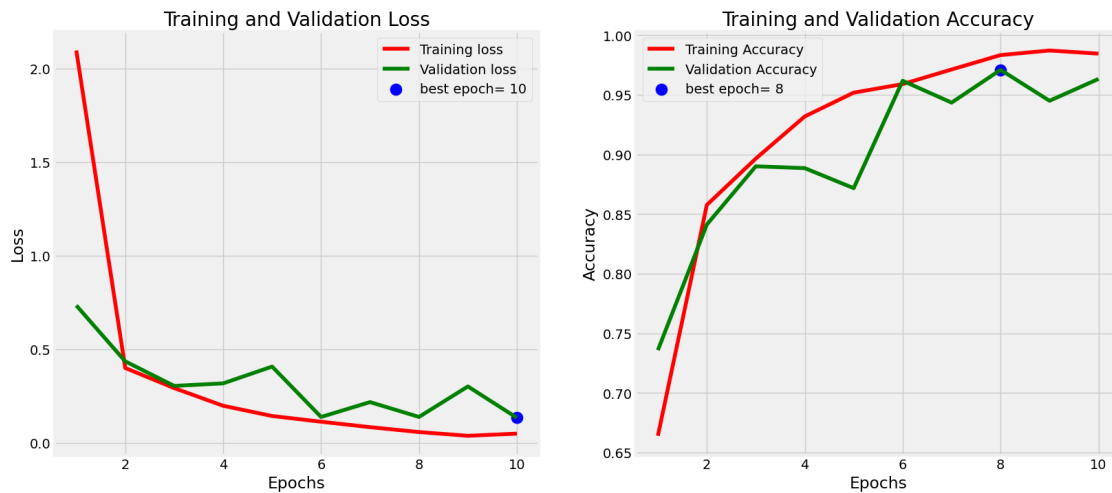 Training and Validation Loss
Training loss
Validation loss
best epoch= 10
2.0
1.5
1.0
0.5
0.0
Loss
2 4 6 8 10
Epochs
Training and Validation Accuracy
Training Accuracy
Validation Accuracy
best epoch= 8
1.00
0.95
0.90
0.85
0.80
0.75
0.70
0.65
Accuracy
2 4 6 8 10
Epochs